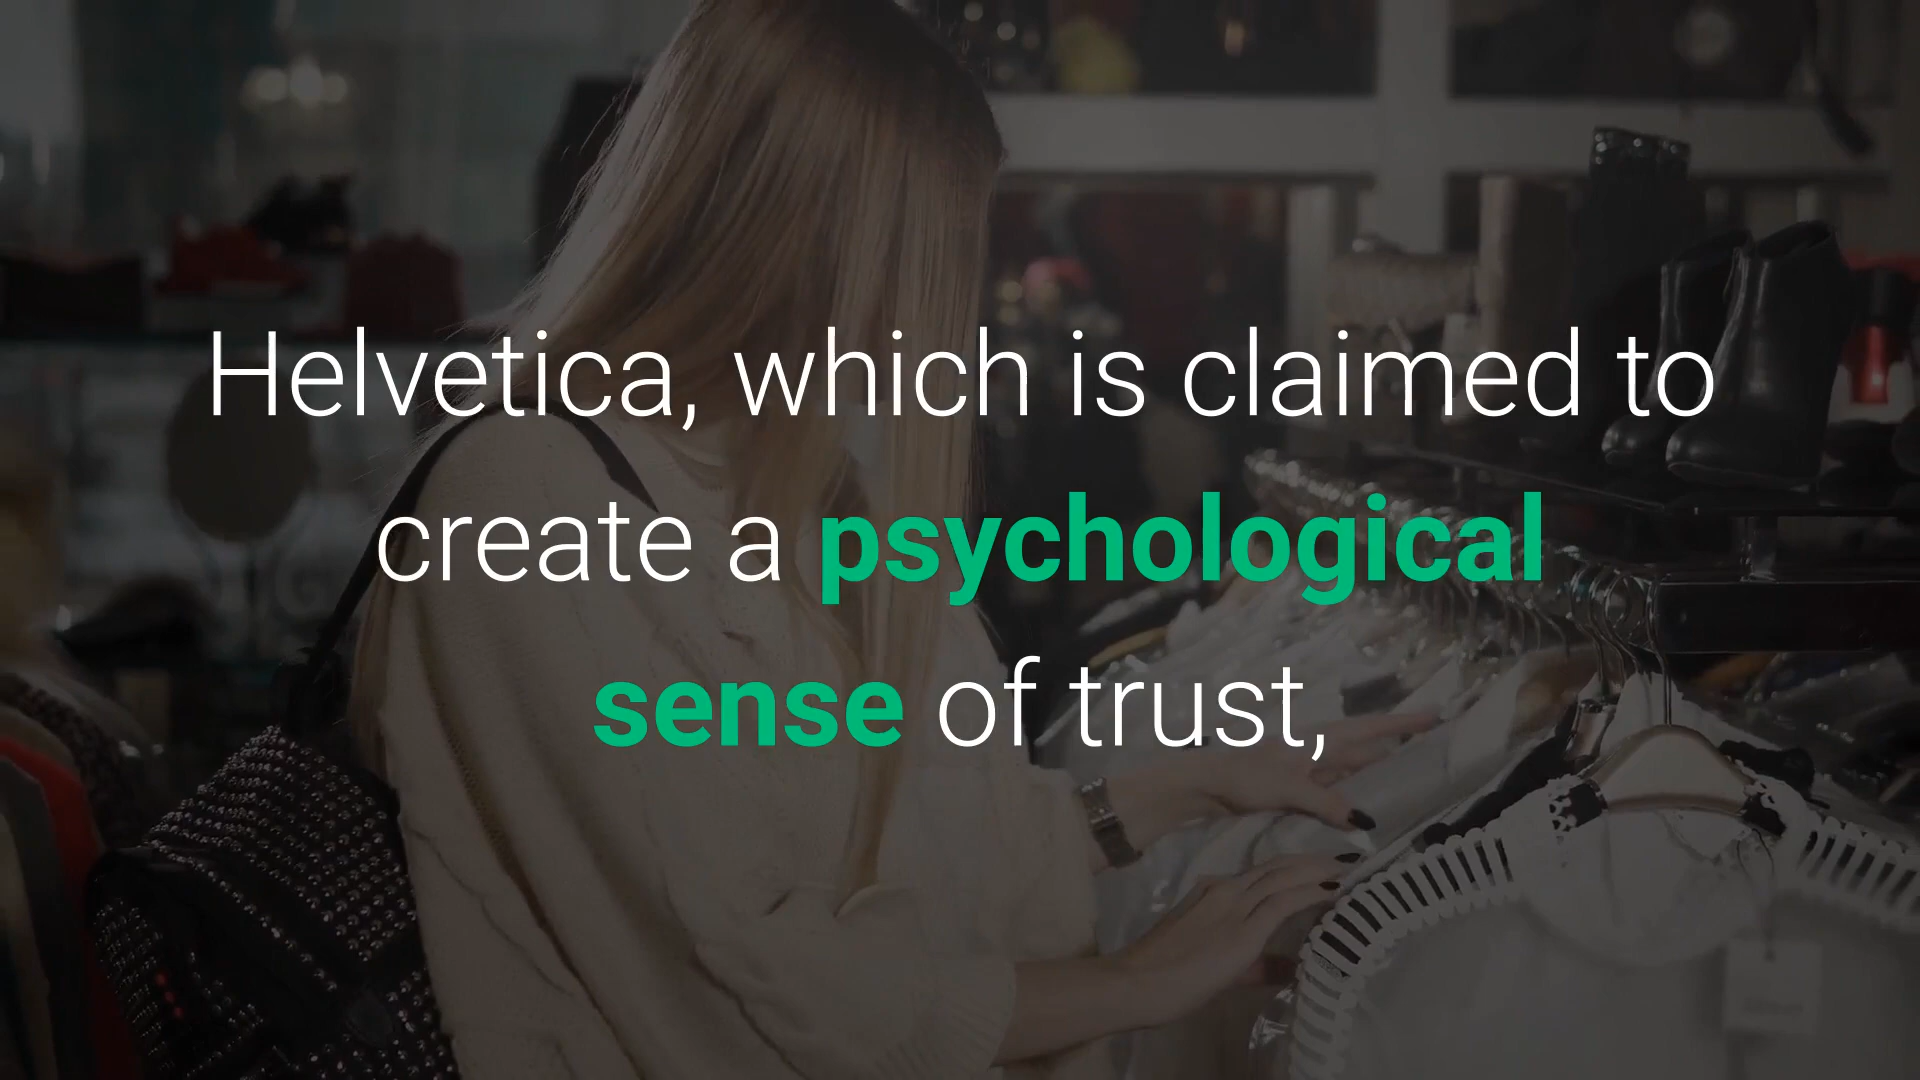 Helvetica, which is claimed to
create a psychological
sense of trust,